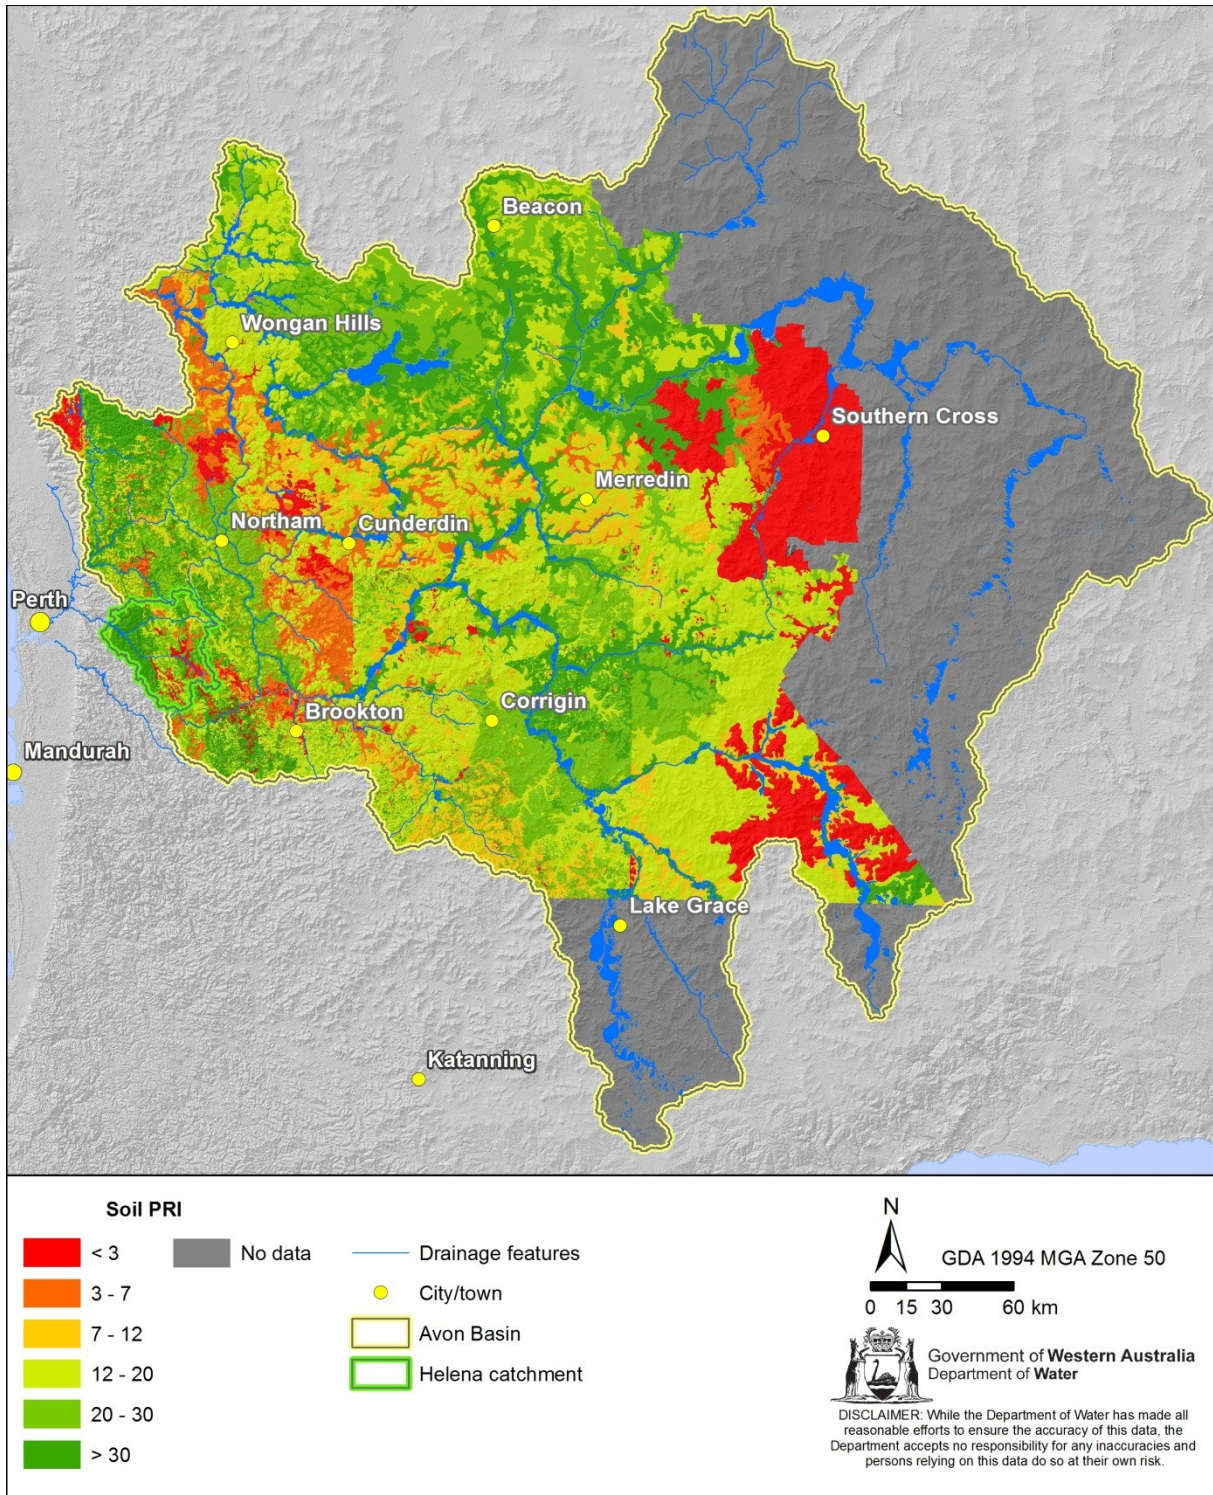 Beacon
Wongan Hills
Southern Cross
Merredin
Northam
Cunderdin
Perth
Corrigin
Brookton
Mandurah
Lake Grace
Katanning
Soil PRI
< 3
3 - 7
7 - 12
12 - 20
20 - 30
> 30
No data
Drainage features
City/town
Avon Basin
Helena catchment
N
GDA 1994 MGA Zone 50
0 15 30 60 km
Government of Western Australia
Department of Water
DISCLAIMER: While the Department of Water has made all
reasonable efforts to ensure the accuracy of this data, the
Department accepts no responsibility for any inaccuracies and
persons relying on this data do so at their own risk.